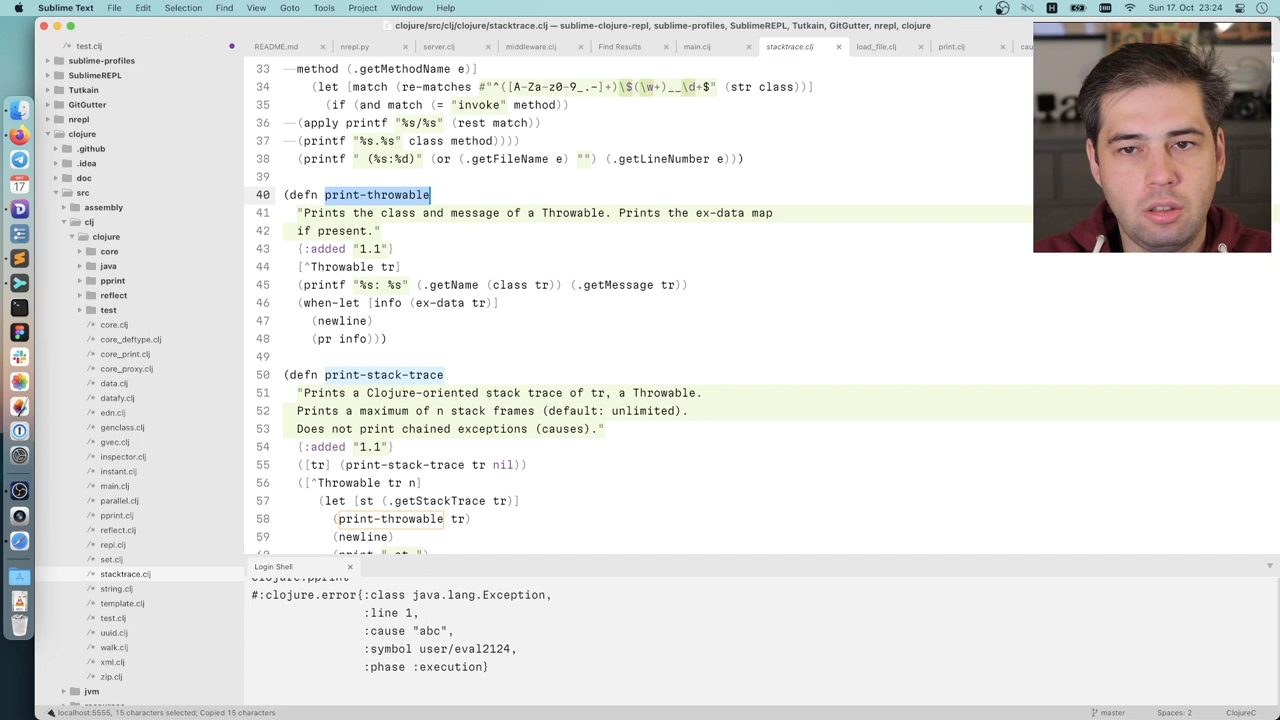 Sublime Text File Edit Selection Find View Goto Tools Project Window Help Sun 17. Oct 23:24
clojure/src/clj/clojure/stacktrace.clj — sublime-clojure-repl, sublime-profiles, SublimeREPL, Tutkain, GitGutter, nrepl, clojure
README.md nrepl.py server.clj middleware.clj Find Results main.clj stacktrace.clj load_file.clj print.clj
OCT
17
test.clj
sublime-profiles
SublimeREPL
Tutkain
GitGutter
nrepl
clojure
.github
.idea
doc
src
assembly
clj
clojure
core
java
pprint
reflect
test
core.clj
core_deftype.clj
core_print.clj
core_proxy.clj
data.clj
datafy.clj
edn.clj
genclass.clj
gvec.clj
inspector.clj
instant.clj
main.clj
parallel.clj
pprint.clj
reflect.clj
repl.clj
set.clj
stacktrace.clj
string.clj
template.clj
test.clj
uuid.clj
walk.clj
xml.clj
zip.clj
jvm
33 method (.getMethodName e)]
34 (let [match (re-matches #"^([A-Za-z0-9_.-]+)\$(\w+)__\d+$" (str class))]
35 (if (and match (= "invoke" method))
36 (apply printf "%s/%s" (rest match))
37 (printf "%s.%s" class method))))
38 (printf " (%s:%d)" (or (.getFileName e) "") (.getLineNumber e)))
39
40 (defn print-throwable
41 "Prints the class and message of a Throwable. Prints the ex-data map
42 if present."
43 {:added "1.1"}
44 [^Throwable tr]
45 (printf "%s: %s" (.getName (class tr)) (.getMessage tr))
46 (when-let [info (ex-data tr)]
47 (newline)
48 (pr info)))
49
50 (defn print-stack-trace
51 "Prints a Clojure-oriented stack trace of tr, a Throwable.
52 Prints a maximum of n stack frames (default: unlimited).
53 Does not print chained exceptions (causes)."
54 {:added "1.1"}
55 ([tr] (print-stack-trace tr nil))
56 ([^Throwable tr n]
57 (let [st (.getStackTrace tr)]
58 (print-throwable tr)
59 (newline)
Login Shell
clojure.pprint
#:clojure.error{:class java.lang.Exception,
:line 1,
:cause "abc",
:symbol user/eval2124,
:phase :execution}
localhost:5555, 15 characters selected; Copied 15 characters master Spaces: 2 ClojureC